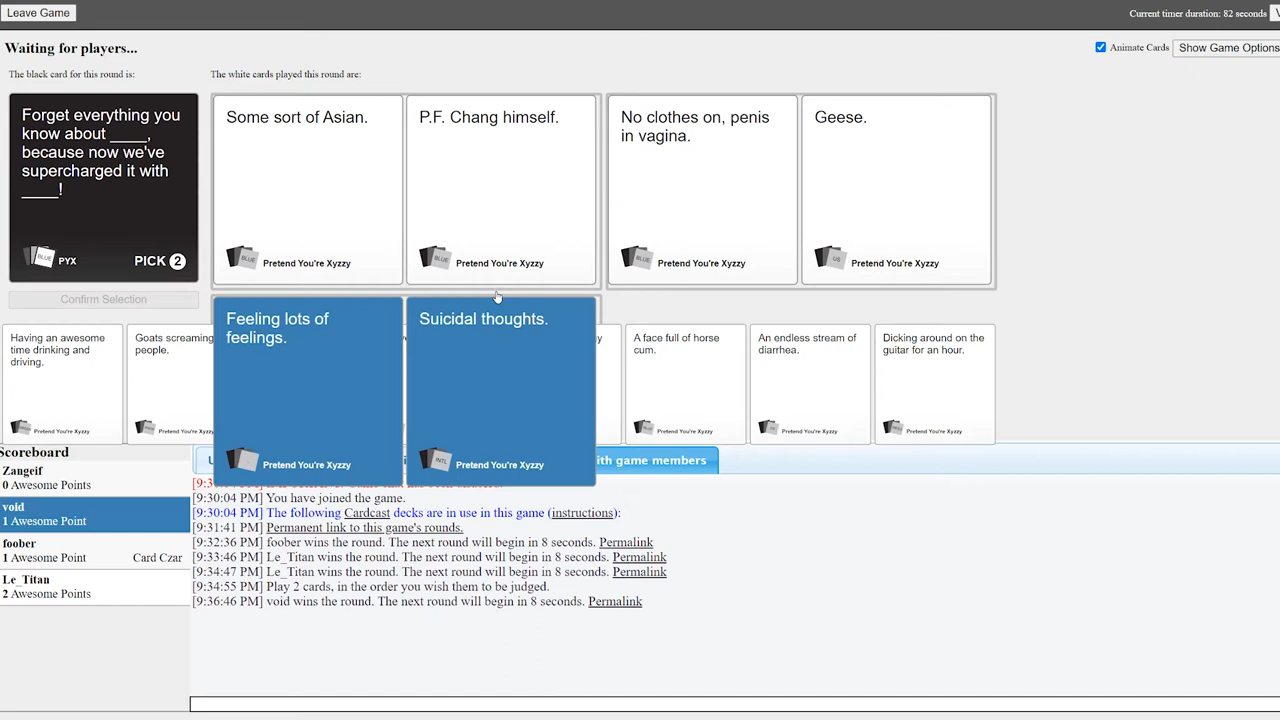 Leave Game
Current timer duration: 82 seconds
Waiting for players...
Animate Cards
Show Game Options
The black card for this round is:
The white cards played this round are:
Forget everything you
know about ____,
because now we've
supercharged it with
____!
BLUE
PYX
PICK 2
Some sort of Asian.
BLUE
Pretend You're Xyzzy
P.F. Chang himself.
BLUE
Pretend You're Xyzzy
No clothes on, penis
in vagina.
BLUE
Pretend You're Xyzzy
Geese.
US
Pretend You're Xyzzy
Confirm Selection
Feeling lots of
feelings.
Pretend You're Xyzzy
Suicidal thoughts.
INTL
Pretend You're Xyzzy
Having an awesome
time drinking and
driving.
Pretend You're Xyzzy
Goats screaming
people.
Pretend You're Xyzzy
A face full of horse
cum.
Pretend You're Xyzzy
An endless stream of
diarrhea.
Pretend You're Xyzzy
Dicking around on the
guitar for an hour.
Pretend You're Xyzzy
Scoreboard
Zangeif
0 Awesome Points
void
1 Awesome Point
foober
1 Awesome Point Card Czar
Le_Titan
2 Awesome Points
with game members
[9:30:04 PM] You have joined the game.
[9:30:04 PM] The following Cardcast decks are in use in this game (instructions):
[9:31:41 PM] Permanent link to this game's rounds.
[9:32:36 PM] foober wins the round. The next round will begin in 8 seconds. Permalink
[9:33:46 PM] Le_Titan wins the round. The next round will begin in 8 seconds. Permalink
[9:34:47 PM] Le_Titan wins the round. The next round will begin in 8 seconds. Permalink
[9:34:55 PM] Play 2 cards, in the order you wish them to be judged.
[9:36:46 PM] void wins the round. The next round will begin in 8 seconds. Permalink